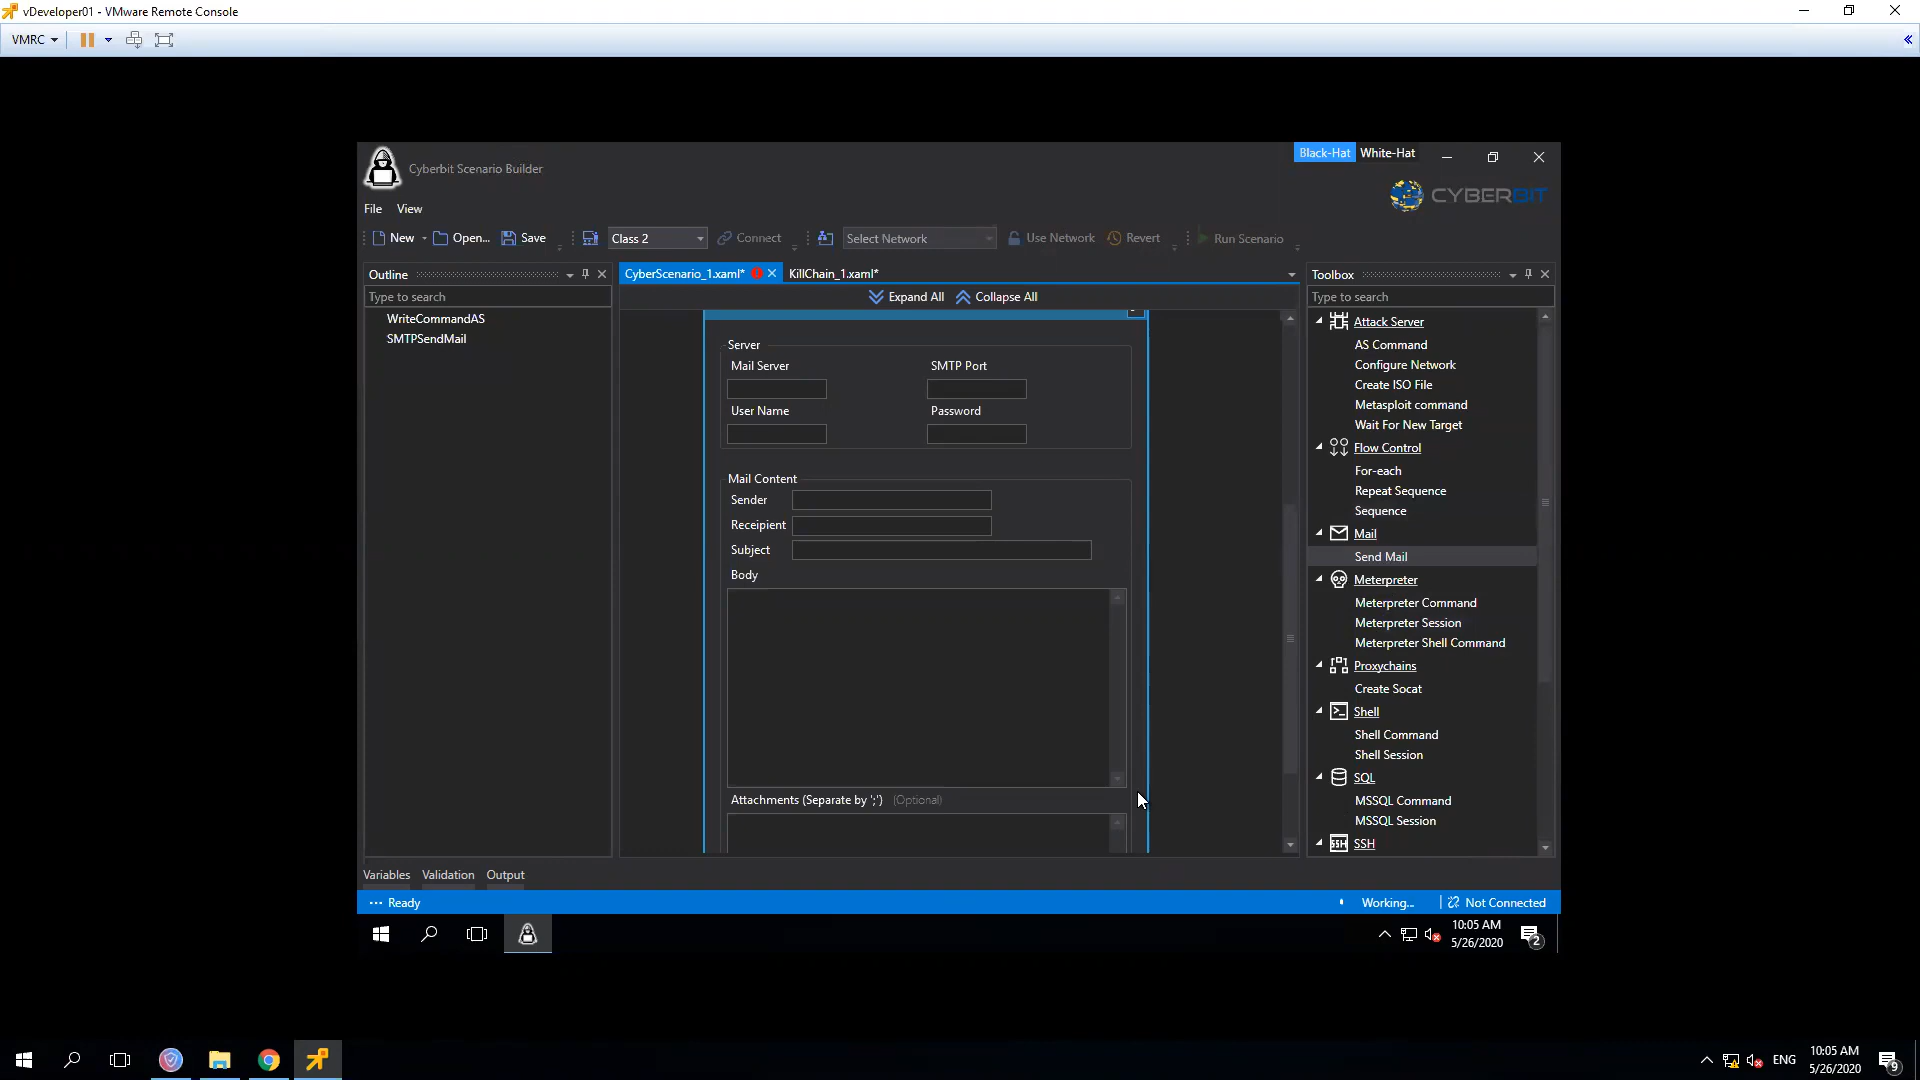 vDeveloper01 - VMware Remote Console
VMRC
Black-Hat White-Hat
Cyberbit Scenario Builder
CYBERBIT
File View
New Open... Save Class 2 Connect Select Network Use Network Revert Run Scenario
Outline
Type to search
WriteCommandAS
SMTPSendMail
CyberScenario_1.xaml* KillChain_1.xaml*
Expand All Collapse All
Server
Mail Server SMTP Port
User Name Password
Mail Content
Sender
Receipient
Subject
Body
Attachments (Separate by ';') (Optional)
Toolbox
Type to search
Attack Server
AS Command
Configure Network
Create ISO File
Metasploit command
Wait For New Target
Flow Control
For-each
Repeat Sequence
Sequence
Mail
Send Mail
Meterpreter
Meterpreter Command
Meterpreter Session
Meterpreter Shell Command
Proxychains
Create Socat
Shell
Shell Command
Shell Session
SQL
MSSQL Command
MSSQL Session
SSH
SSH
Variables Validation Output
Ready Working... Not Connected
10:05 AM
5/26/2020
2
ENG
10:05 AM
5/26/2020
9